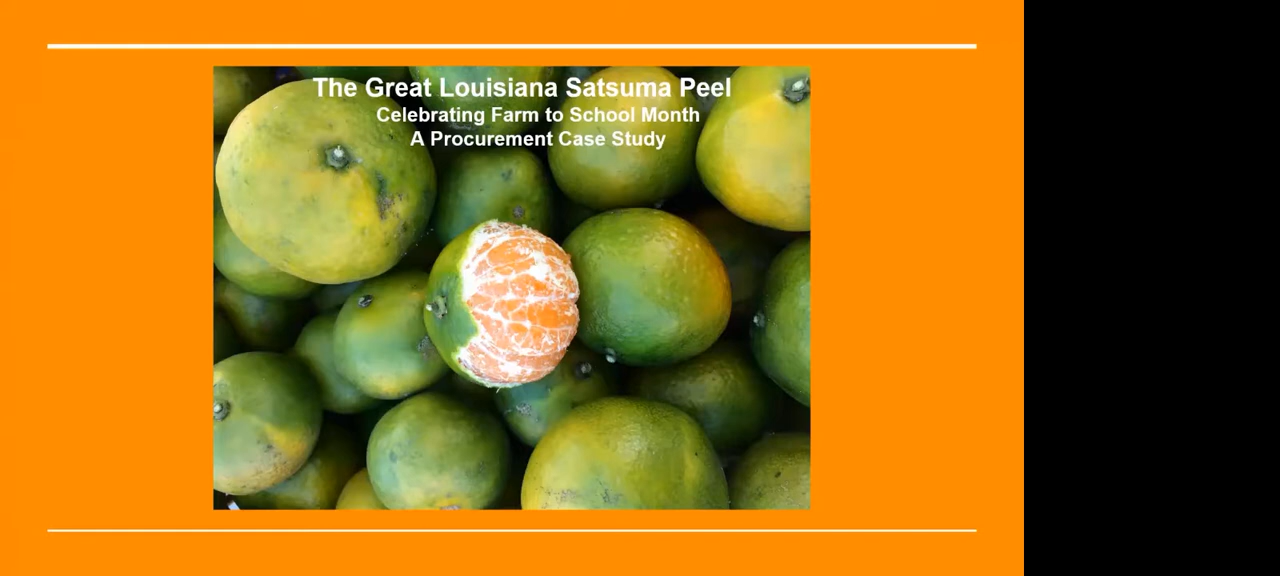 The Great Louisiana Satsuma Peel
Celebrating Farm to School Month
A Procurement Case Study